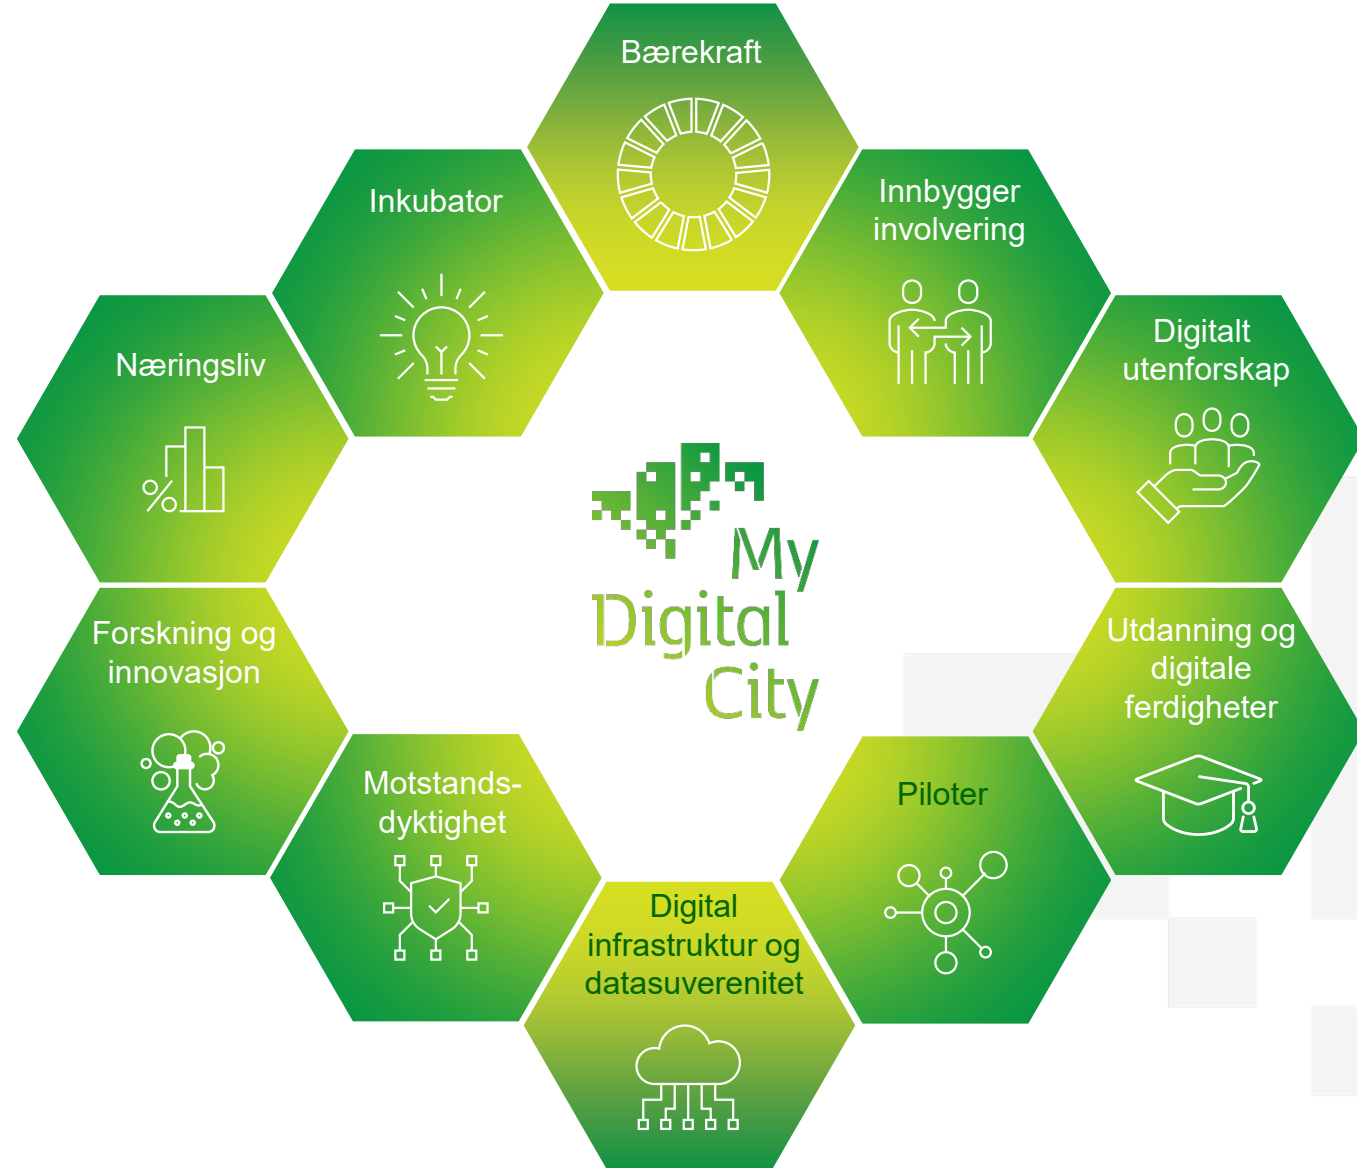 Bærekraft
Inkubator
Innbygger
involvering
Næringsliv
Digitalt
utenforskap
My
Digital
City
Forskning og
innovasjon
Utdanning og
digitale
ferdigheter
Motstands-
dyktighet
Piloter
Digital
infrastruktur og
datasuverenitet
%